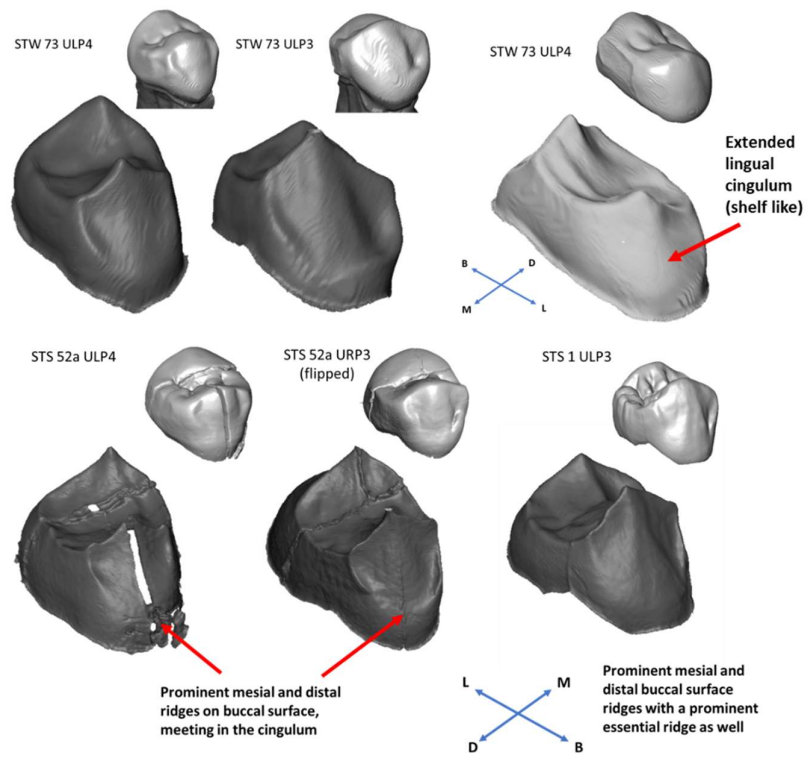 STW 73 ULP4
STW 73 ULP3
STW 73 ULP4
Extended
lingual
cingulum
(shelf like)
B
D
M
L
STS 52a ULP4
STS 52a URP3
(flipped)
STS 1 ULP3
Prominent mesial and distal
ridges on buccal surface,
meeting in the cingulum
L
M
D
B
Prominent mesial and
distal buccal surface
ridges with a prominent
essential ridge as well